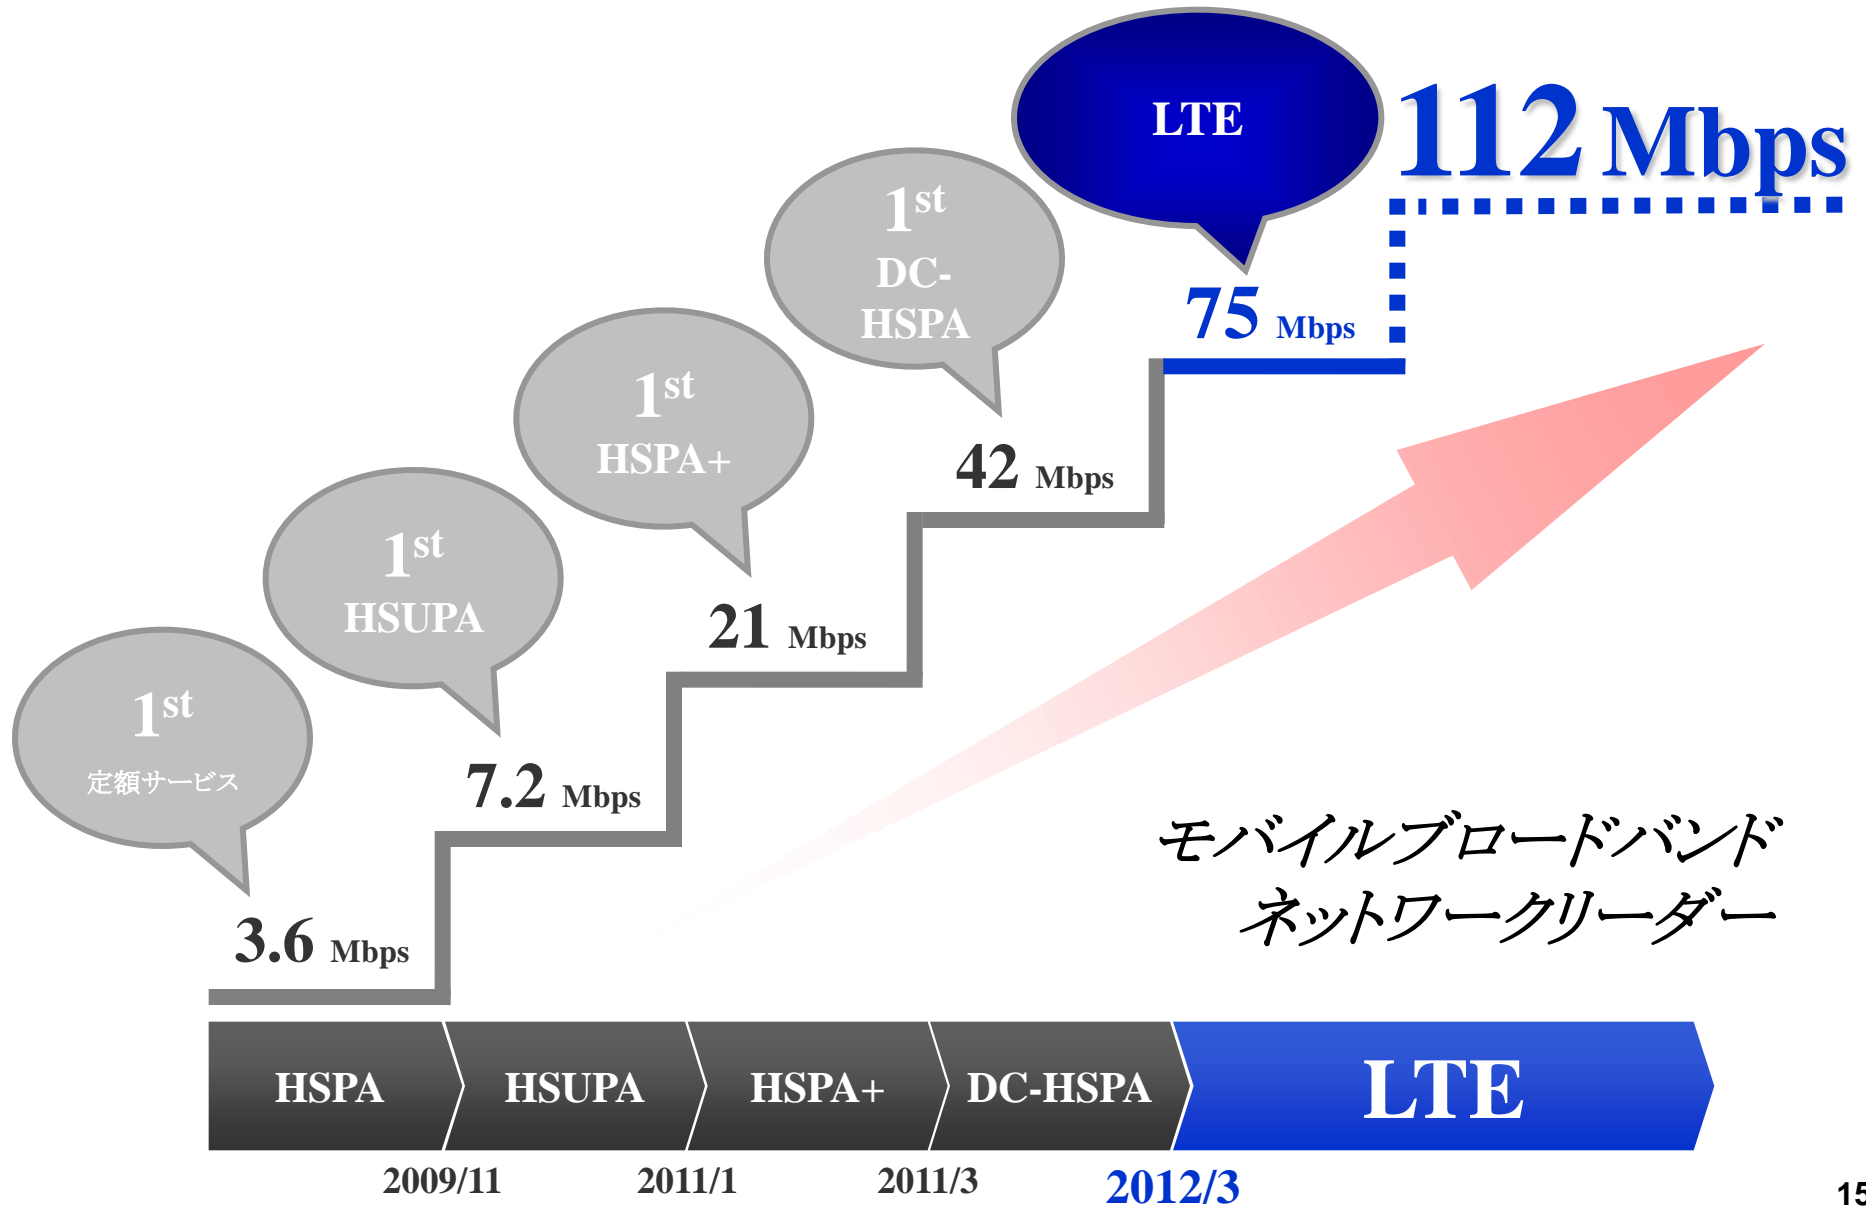 LTE
112 Mbps
1st
DC-
HSPA
75 Mbps
1st
HSPA+
42 Mbps
1st
HSUPA
21 Mbps
1st
定額サービス
7.2 Mbps
3.6 Mbps
モバイルブロードバンド
ネットワークリーダー
HSPA
HSUPA
HSPA+
DC-HSPA
LTE
2009/11
2011/1
2011/3
2012/3
15